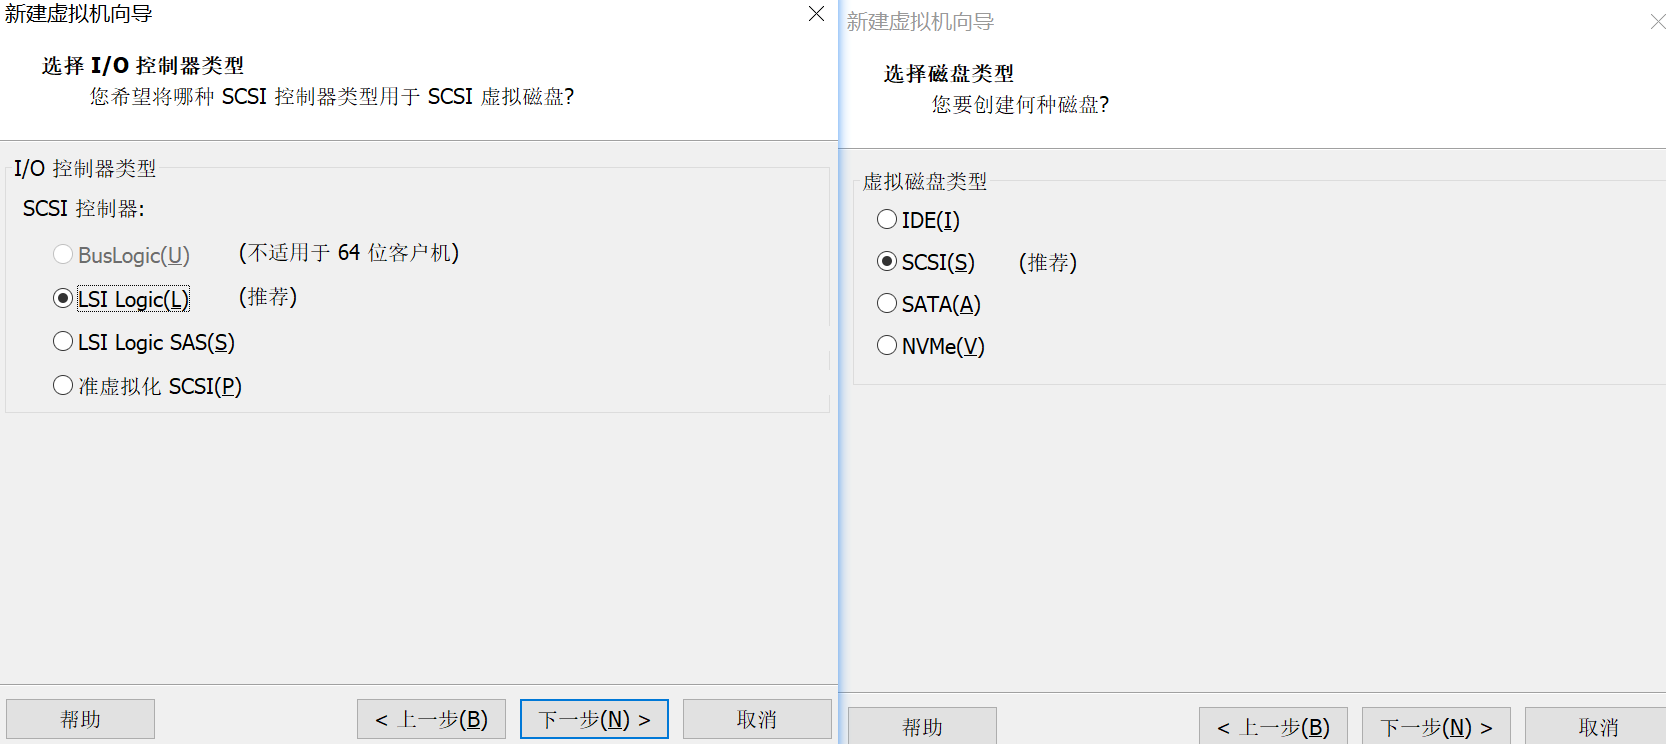 新建虚拟机向导
选择 I/O 控制器类型
您希望将哪种 SCSI 控制器类型用于 SCSI 虚拟磁盘?
I/O 控制器类型
SCSI 控制器:
BusLogic(U) (不适用于 64 位客户机)
LSI Logic(L) (推荐)
LSI Logic SAS(S)
准虚拟化 SCSI(P)
帮助 < 上一步(B) 下一步(N) > 取消
新建虚拟机向导
选择磁盘类型
您要创建何种磁盘?
虚拟磁盘类型
IDE(I)
SCSI(S) (推荐)
SATA(A)
NVMe(V)
帮助 < 上一步(B) 下一步(N) > 取消